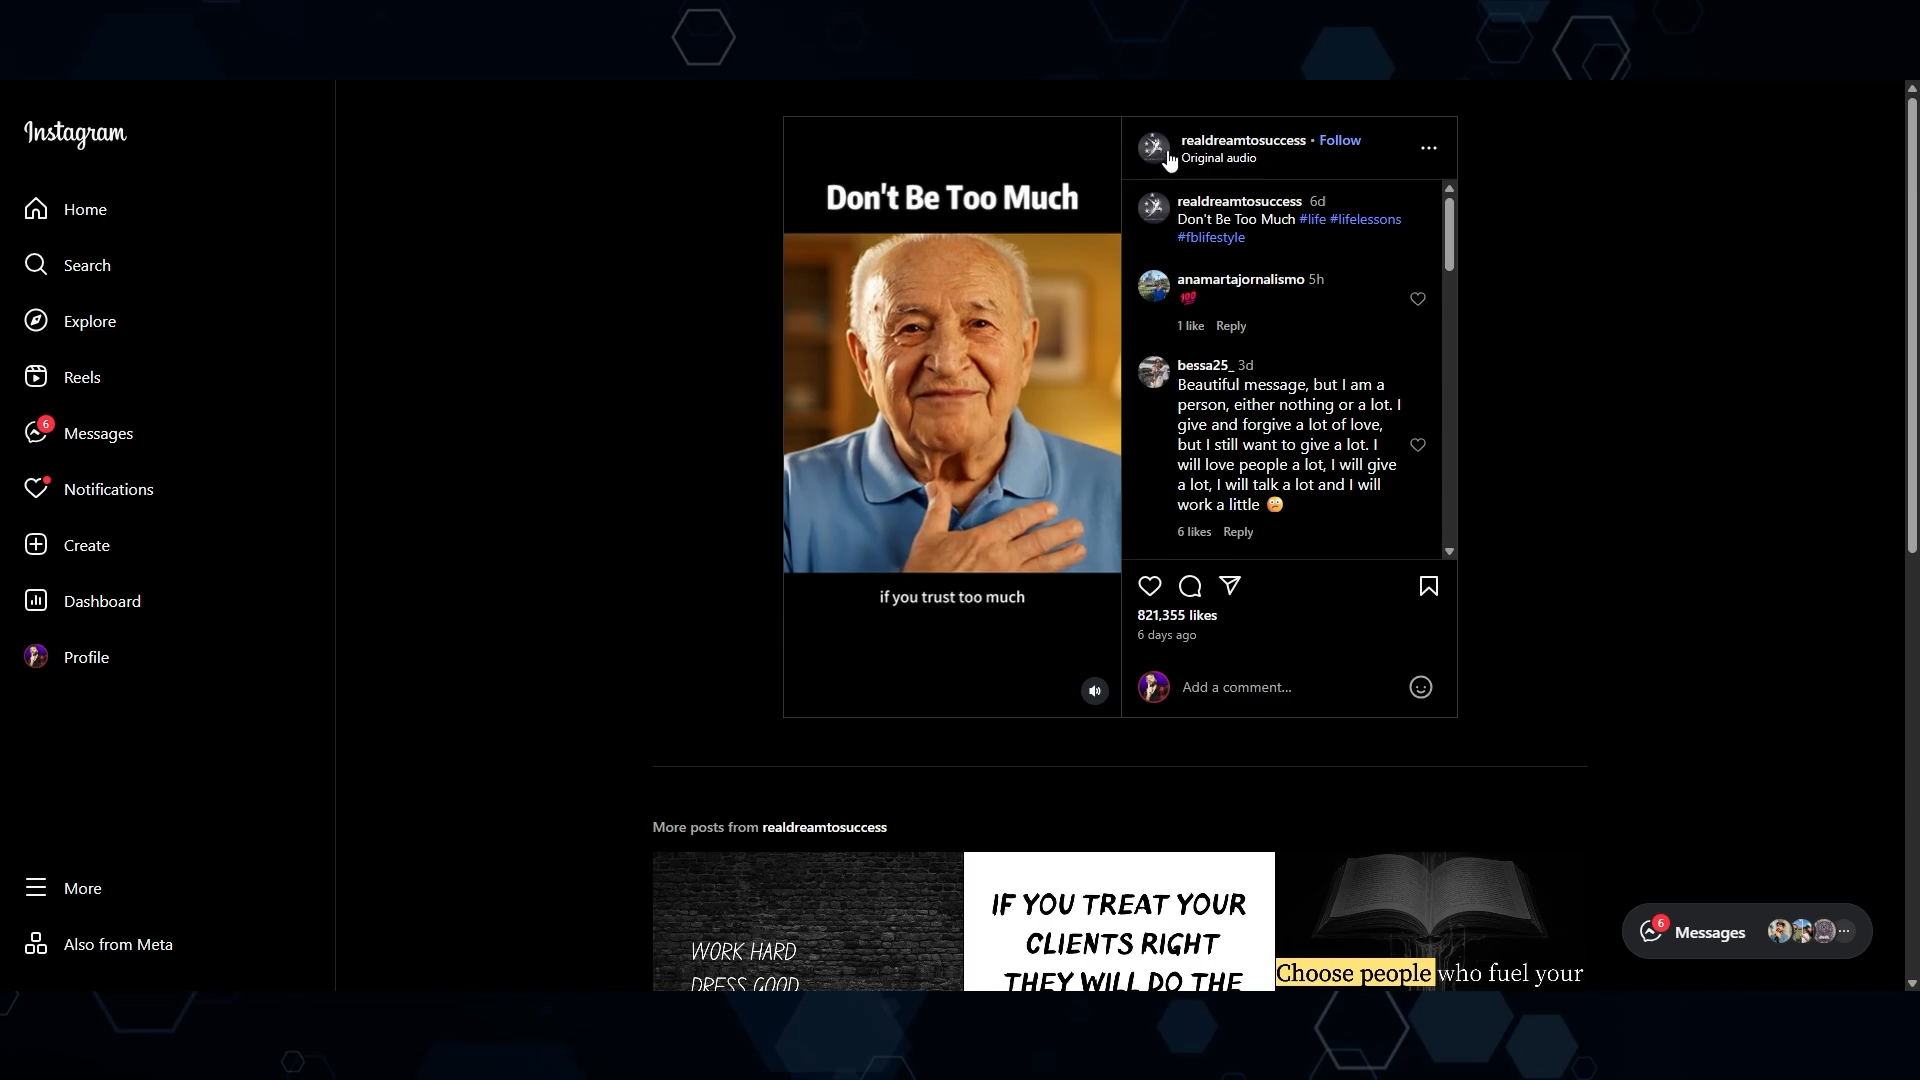 Instagram
Home
Search
Explore
Reels
6
Messages
Notifications
Create
Dashboard
Profile
More
Also from Meta
Don't Be Too Much
if you trust too much
realdreamtosuccess • Follow
Original audio
realdreamtosuccess 6d
Don't Be Too Much #life #lifelessons
#fblifestyle
anamartajornalismo 5h
💯
1 like Reply
bessa25_ 3d
Beautiful message, but I am a
person, either nothing or a lot. I
give and forgive a lot of love,
but I still want to give a lot. I
will love people a lot, I will give
a lot, I will talk a lot and I will
work a little 🫤
6 likes Reply
821,355 likes
6 days ago
Add a comment...
More posts from realdreamtosuccess
WORK HARD
DRESS GOOD
IF YOU TREAT YOUR
CLIENTS RIGHT
THEY WILL DO THE
Choose people who fuel your
6
Messages